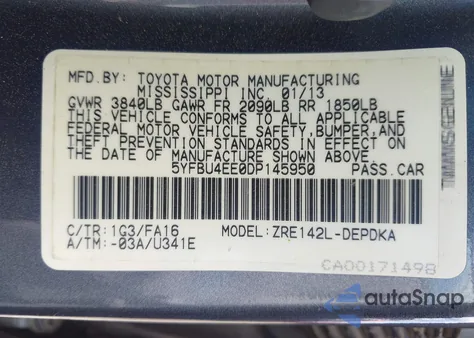 MFD.BY: TOYOTA MOTOR MANUFACTURING
MISSISSIPPI INC 01/13
GVWR 3840LB GAWR FR 2090LB RR 1850LB
THIS VEHICLE CONFORMS TO ALL APPLICABLE
FEDERAL MOTOR VEHICLE SAFETY,BUMPER,AND
THEFT PREVENTION STANDARDS IN EFFECT ON
THE DATE OF MANUFACTURE SHOWN ABOVE.
5YFBU4EE0DP145950 PASS.CAR
C/TR:1G3/FA16 MODEL:ZRE142L-DEPDKA
A/TM:-03A/U341E
CA00171498
autoSnap